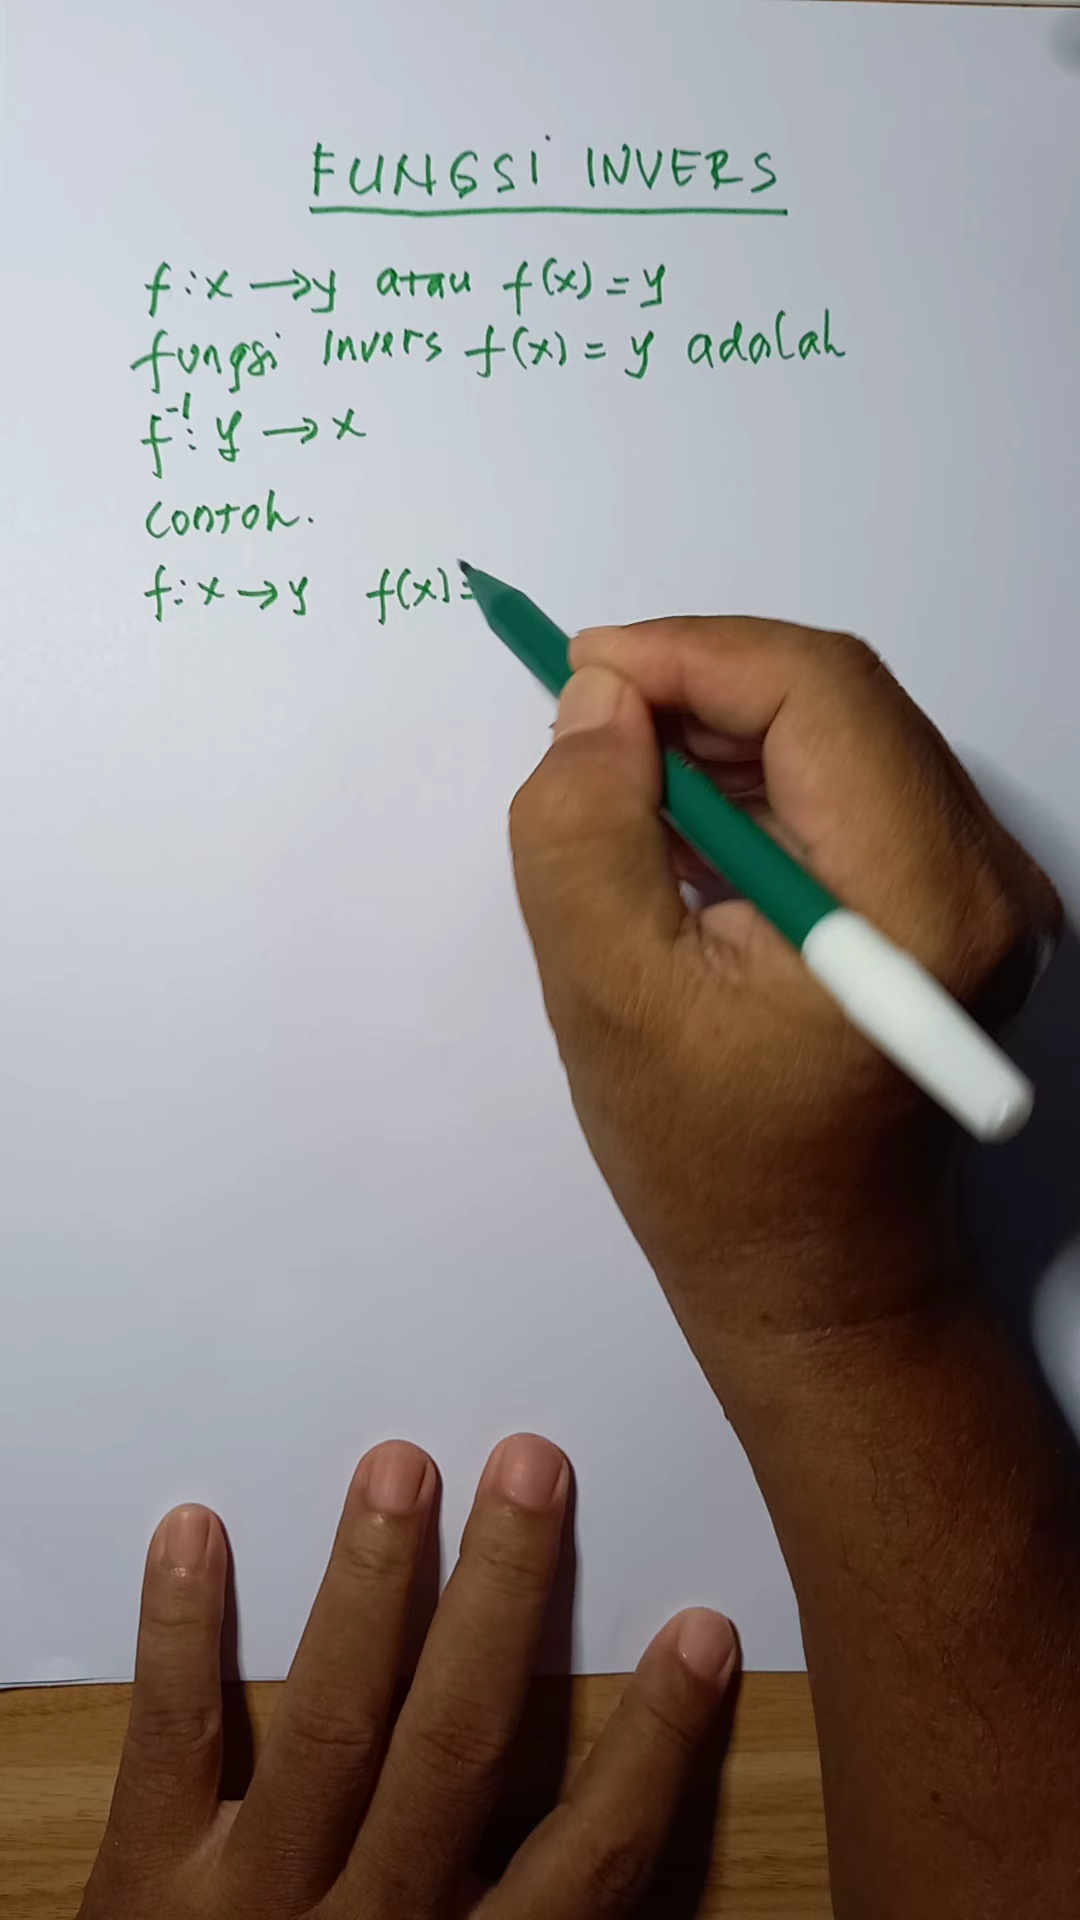 FUNGSI INVERS
f : x → y atau f(x) = y
fungsi invers f(x) = y adalah
f⁻¹ : y → x
contoh.
f : x → y f(x) =